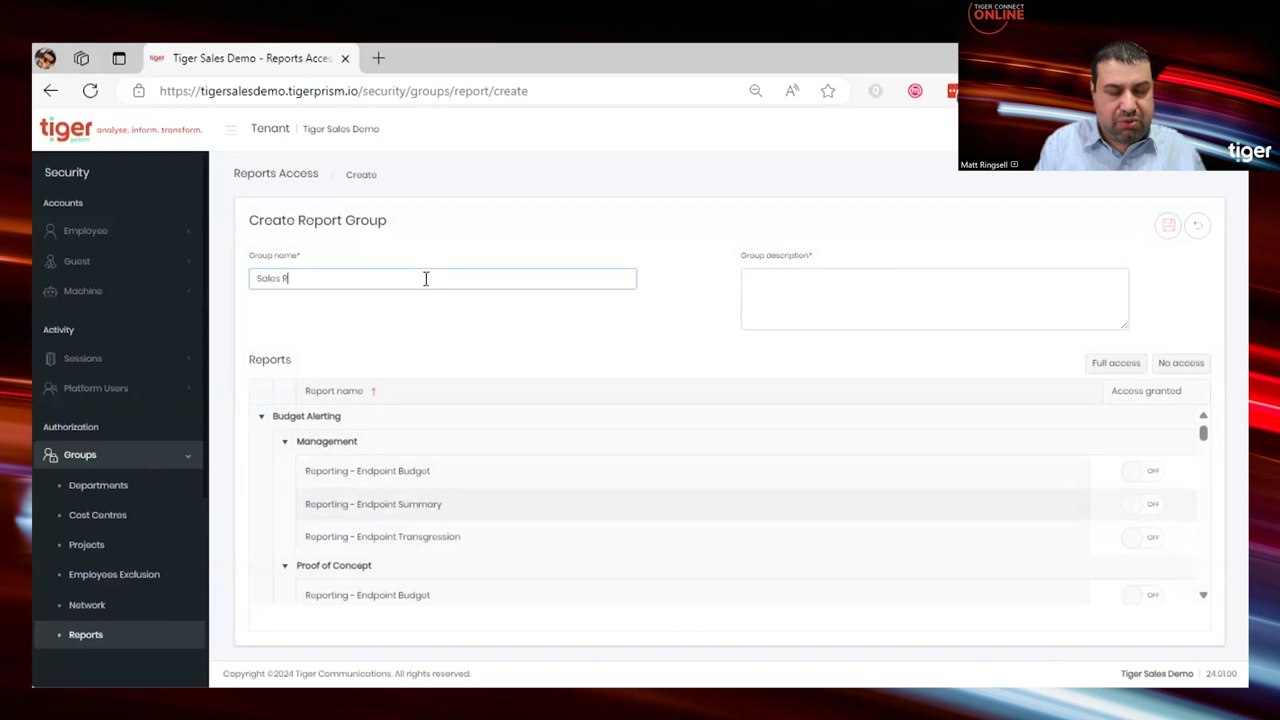 TIGER CONNECT
ONLINE
tiger Tiger Sales Demo - Reports Acces
https://tigersalesdemo.tigerprism.io/security/groups/report/create
tiger analyse. inform. transform.
prism
Tenant | Tiger Sales Demo
Matt Ringsell
tiger
Security
Reports Access Create
Accounts
Create Report Group
Employee
Group name*
Group description*
Guest
Sales R
Machine
Activity
Sessions
Reports
Full access
No access
Platform Users
Report name
Access granted
Budget Alerting
Authorization
Management
Groups
Reporting - Endpoint Budget
OFF
Departments
Reporting - Endpoint Summary
OFF
Cost Centres
Reporting - Endpoint Transgression
OFF
Projects
Proof of Concept
Employees Exclusion
Reporting - Endpoint Budget
OFF
Network
Reports
Copyright ©2024 Tiger Communications. All rights reserved.
Tiger Sales Demo | 24.01.00